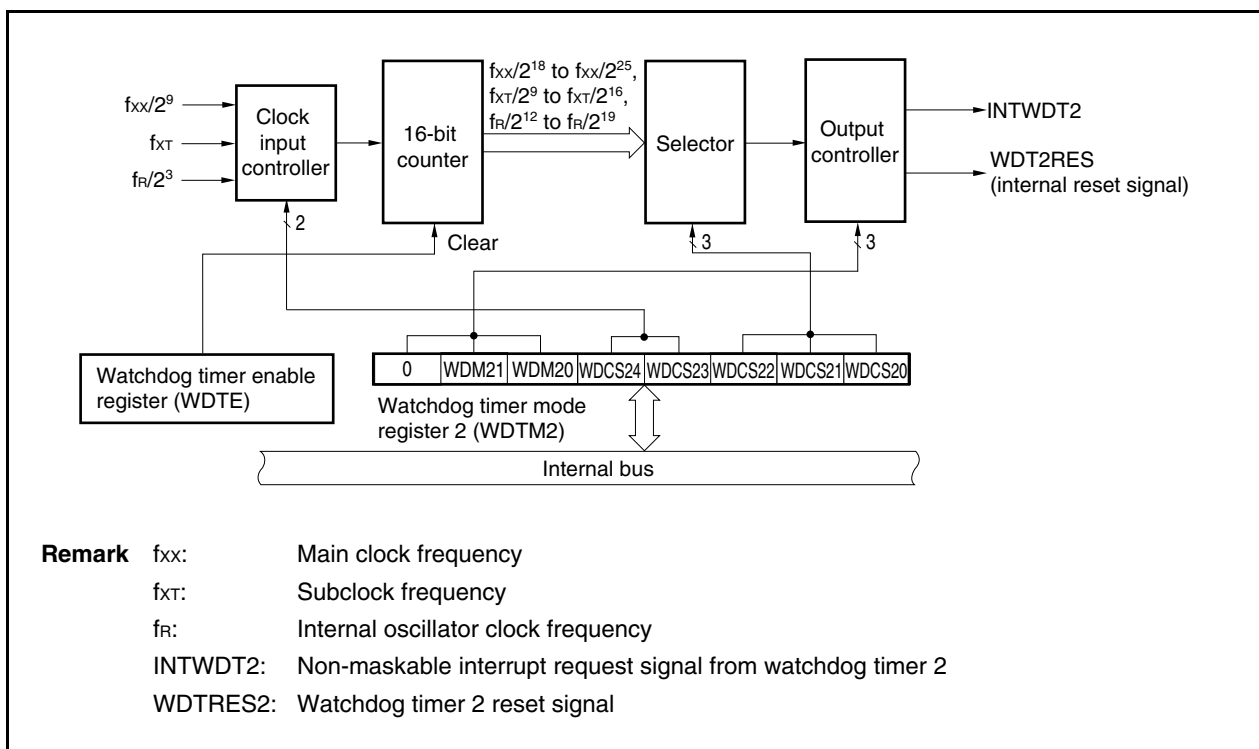 fXX/2⁹
fXT
fR/2³
Clock
input
controller
2
16-bit
counter
Clear
fXX/2¹⁸ to fXX/2²⁵,
fXT/2⁹ to fXT/2¹⁶,
fR/2¹² to fR/2¹⁹
Selector
3
Output
controller
3
INTWDT2
WDT2RES
(internal reset signal)
Watchdog timer enable
register (WDTE)
0 WDM21 WDM20 WDCS24 WDCS23 WDCS22 WDCS21 WDCS20
Watchdog timer mode
register 2 (WDTM2)
Internal bus
Remark fXX: Main clock frequency
fXT: Subclock frequency
fR: Internal oscillator clock frequency
INTWDT2: Non-maskable interrupt request signal from watchdog timer 2
WDTRES2: Watchdog timer 2 reset signal